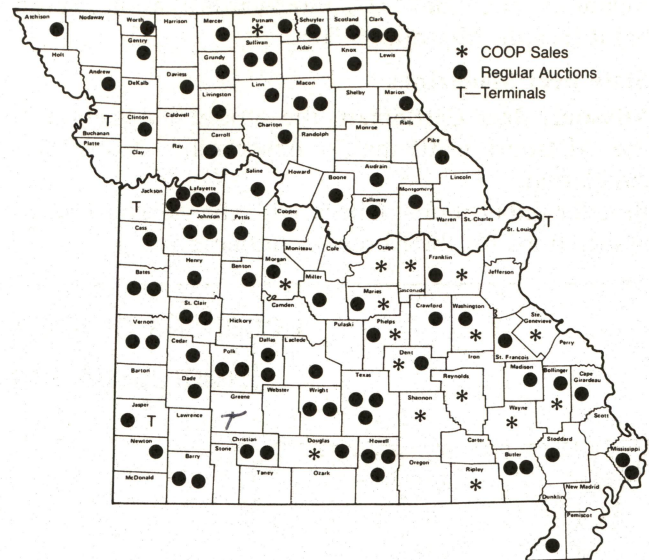 Atchison Nodaway Worth Harrison Mercer Putnam Schuyler Scotland Clark
*
Gentry Sullivan Adair Knox Lewis
Holt Grundy
Andrew DeKalb Daviess Linn Macon Shelby Marion
Livingston
T Clinton Caldwell Chariton Randolph Monroe Ralls
Buchanan Carroll Pike
Platte Clay Ray
* COOP Sales
Regular Auctions
T—Terminals
Saline Howard Boone Audrain Lincoln
Jackson Lafayette Callaway Montgomery
T Johnson Pettis Cooper Warren St. Charles
St. Louis T
Cass Moniteau Cole Osage Franklin
* * *
Henry Benton Morgan Miller Gasconade Jefferson
Bates * Maries *
St. Clair Camden Crawford Washington Ste. Genevieve
Hickory Pulaski Phelps * * *
Vernon Perry
Cedar Polk Dallas Laclede Dent Iron St. Francois
* Madison Bollinger Cape Girardeau
Barton Texas Reynolds
Dade Greene Webster Wright Shannon * *
Jasper Lawrence * Wayne Scott
T T *
Newton Christian Douglas Howell Carter Stoddard Mississippi
Barry Stone * Butler
McDonald Taney Ozark Oregon Ripley New Madrid
*
Dunklin
Pemiscot